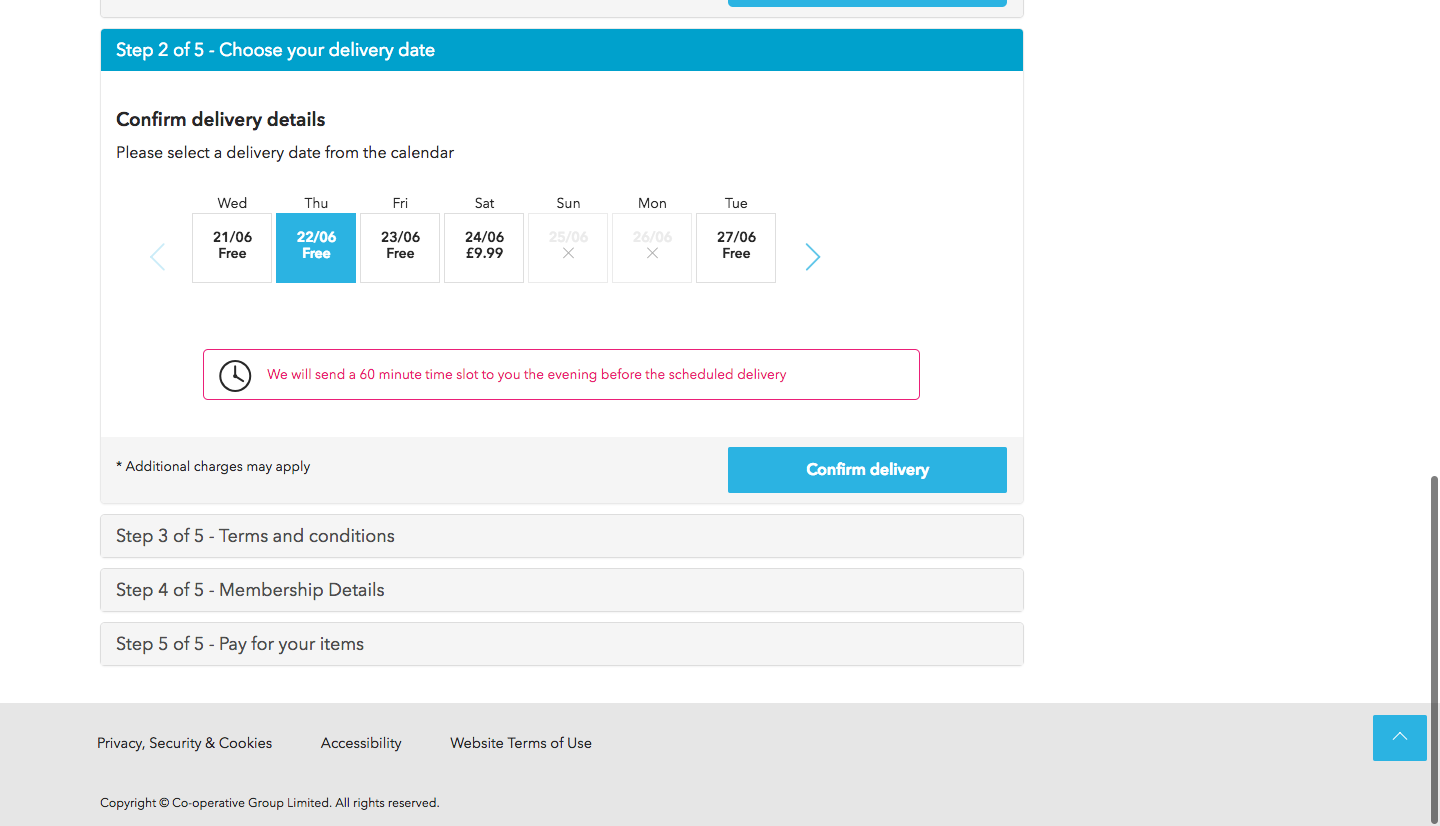 Step 2 of 5 - Choose your delivery date
Confirm delivery details
Please select a delivery date from the calendar
Wed Thu Fri Sat Sun Mon Tue
21/06 22/06 23/06 24/06 25/06 26/06 27/06
Free Free Free £9.99 Free
We will send a 60 minute time slot to you the evening before the scheduled delivery
* Additional charges may apply
Confirm delivery
Step 3 of 5 - Terms and conditions
Step 4 of 5 - Membership Details
Step 5 of 5 - Pay for your items
Privacy, Security & Cookies Accessibility Website Terms of Use
Copyright © Co-operative Group Limited. All rights reserved.